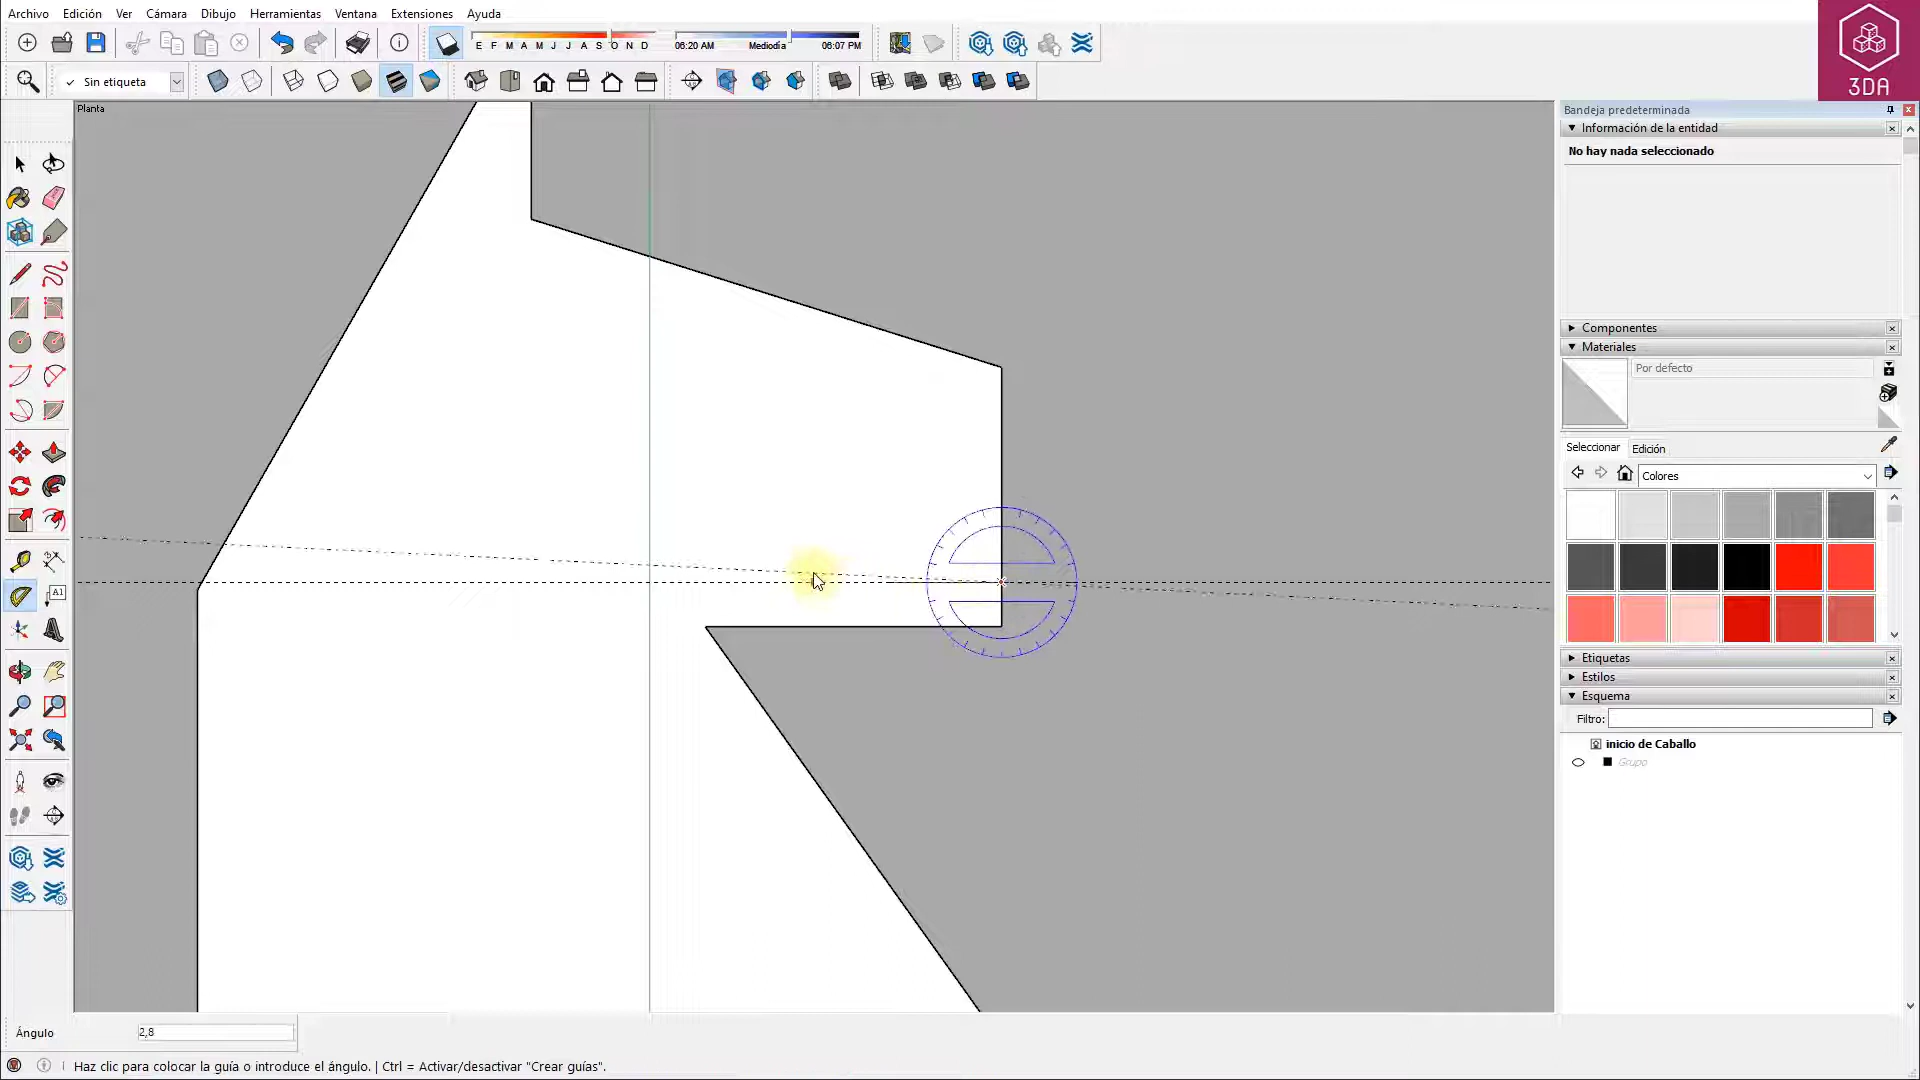 Archivo Edición Ver Cámara Dibujo Herramientas Ventana Extensiones Ayuda
E F M A M J J A S O N D 06:20 AM Mediodía 06:07 PM
3DA
Sin etiqueta
Planta
Bandeja predeterminada
Información de la entidad
No hay nada seleccionado
Componentes
Materiales
Por defecto
Seleccionar Edición
Colores
A1
Etiquetas
Estilos
Esquema
Filtro:
inicio de Caballo
Grupo
Ángulo 2,8
Haz clic para colocar la guía o introduce el ángulo. | Ctrl = Activar/desactivar "Crear guías".